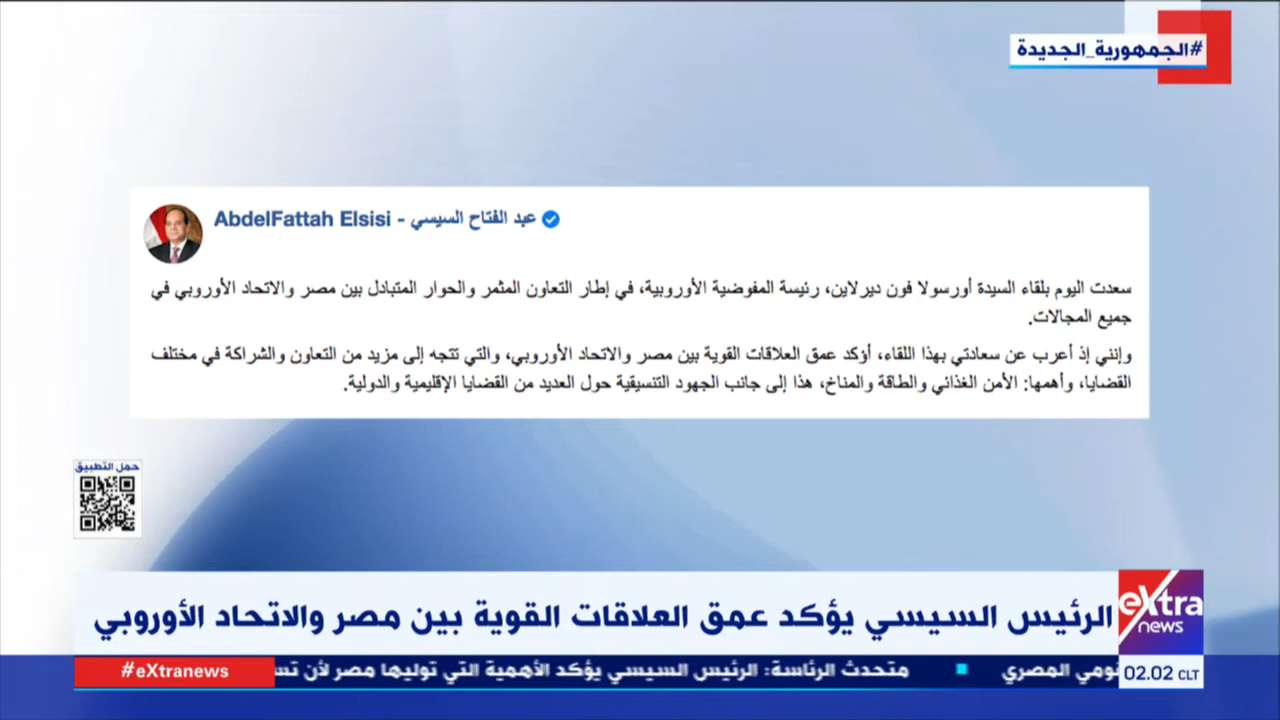 #الجمهورية_الجديدة
AbdelFattah Elsisi - عبد الفتاح السيسي
سعدت اليوم بلقاء السيدة أورسولا فون ديرلاين، رئيسة المفوضية الأوروبية، في إطار التعاون المثمر والحوار المتبادل بين مصر والاتحاد الأوروبي في
جميع المجالات.
وإنني إذ أعرب عن سعادتي بهذا اللقاء، أؤكد عمق العلاقات القوية بين مصر والاتحاد الأوروبي، والتي تتجه إلى مزيد من التعاون والشراكة في مختلف
القضايا، وأهمها: الأمن الغذائي والطاقة والمناخ، هذا إلى جانب الجهود التنسيقية حول العديد من القضايا الإقليمية والدولية.
حمل التطبيق
الرئيس السيسي يؤكد عمق العلاقات القوية بين مصر والاتحاد الأوروبي
eXtra
news
المصري
متحدث الرئاسة: الرئيس السيسي يؤكد الأهمية التي توليها مصر لأن
#eXtranews
02.02 CLT